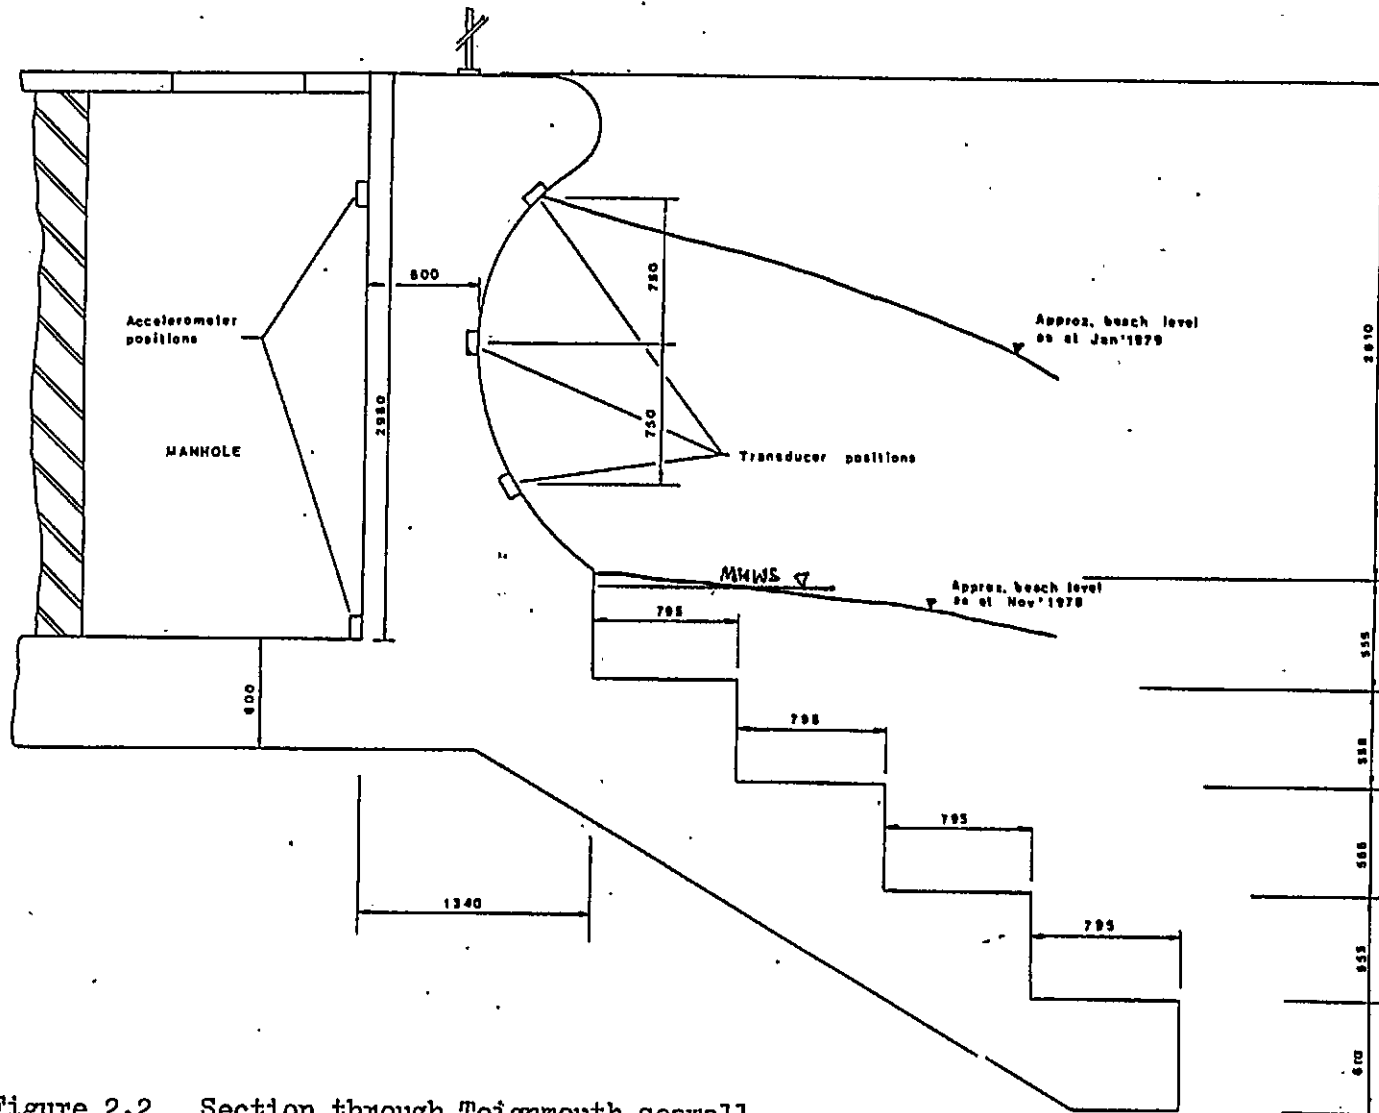 600
Accelerometer
positions
MANHOLE
2980
750
750
Approx. beach level
as at Jan'1979
2610
Transducer positions
MHWS
Approx. beach level
as at Nov'1978
795
600
555
795
555
795
1340
795
555
610
Figure 2.2 Section through Teignmouth seawall